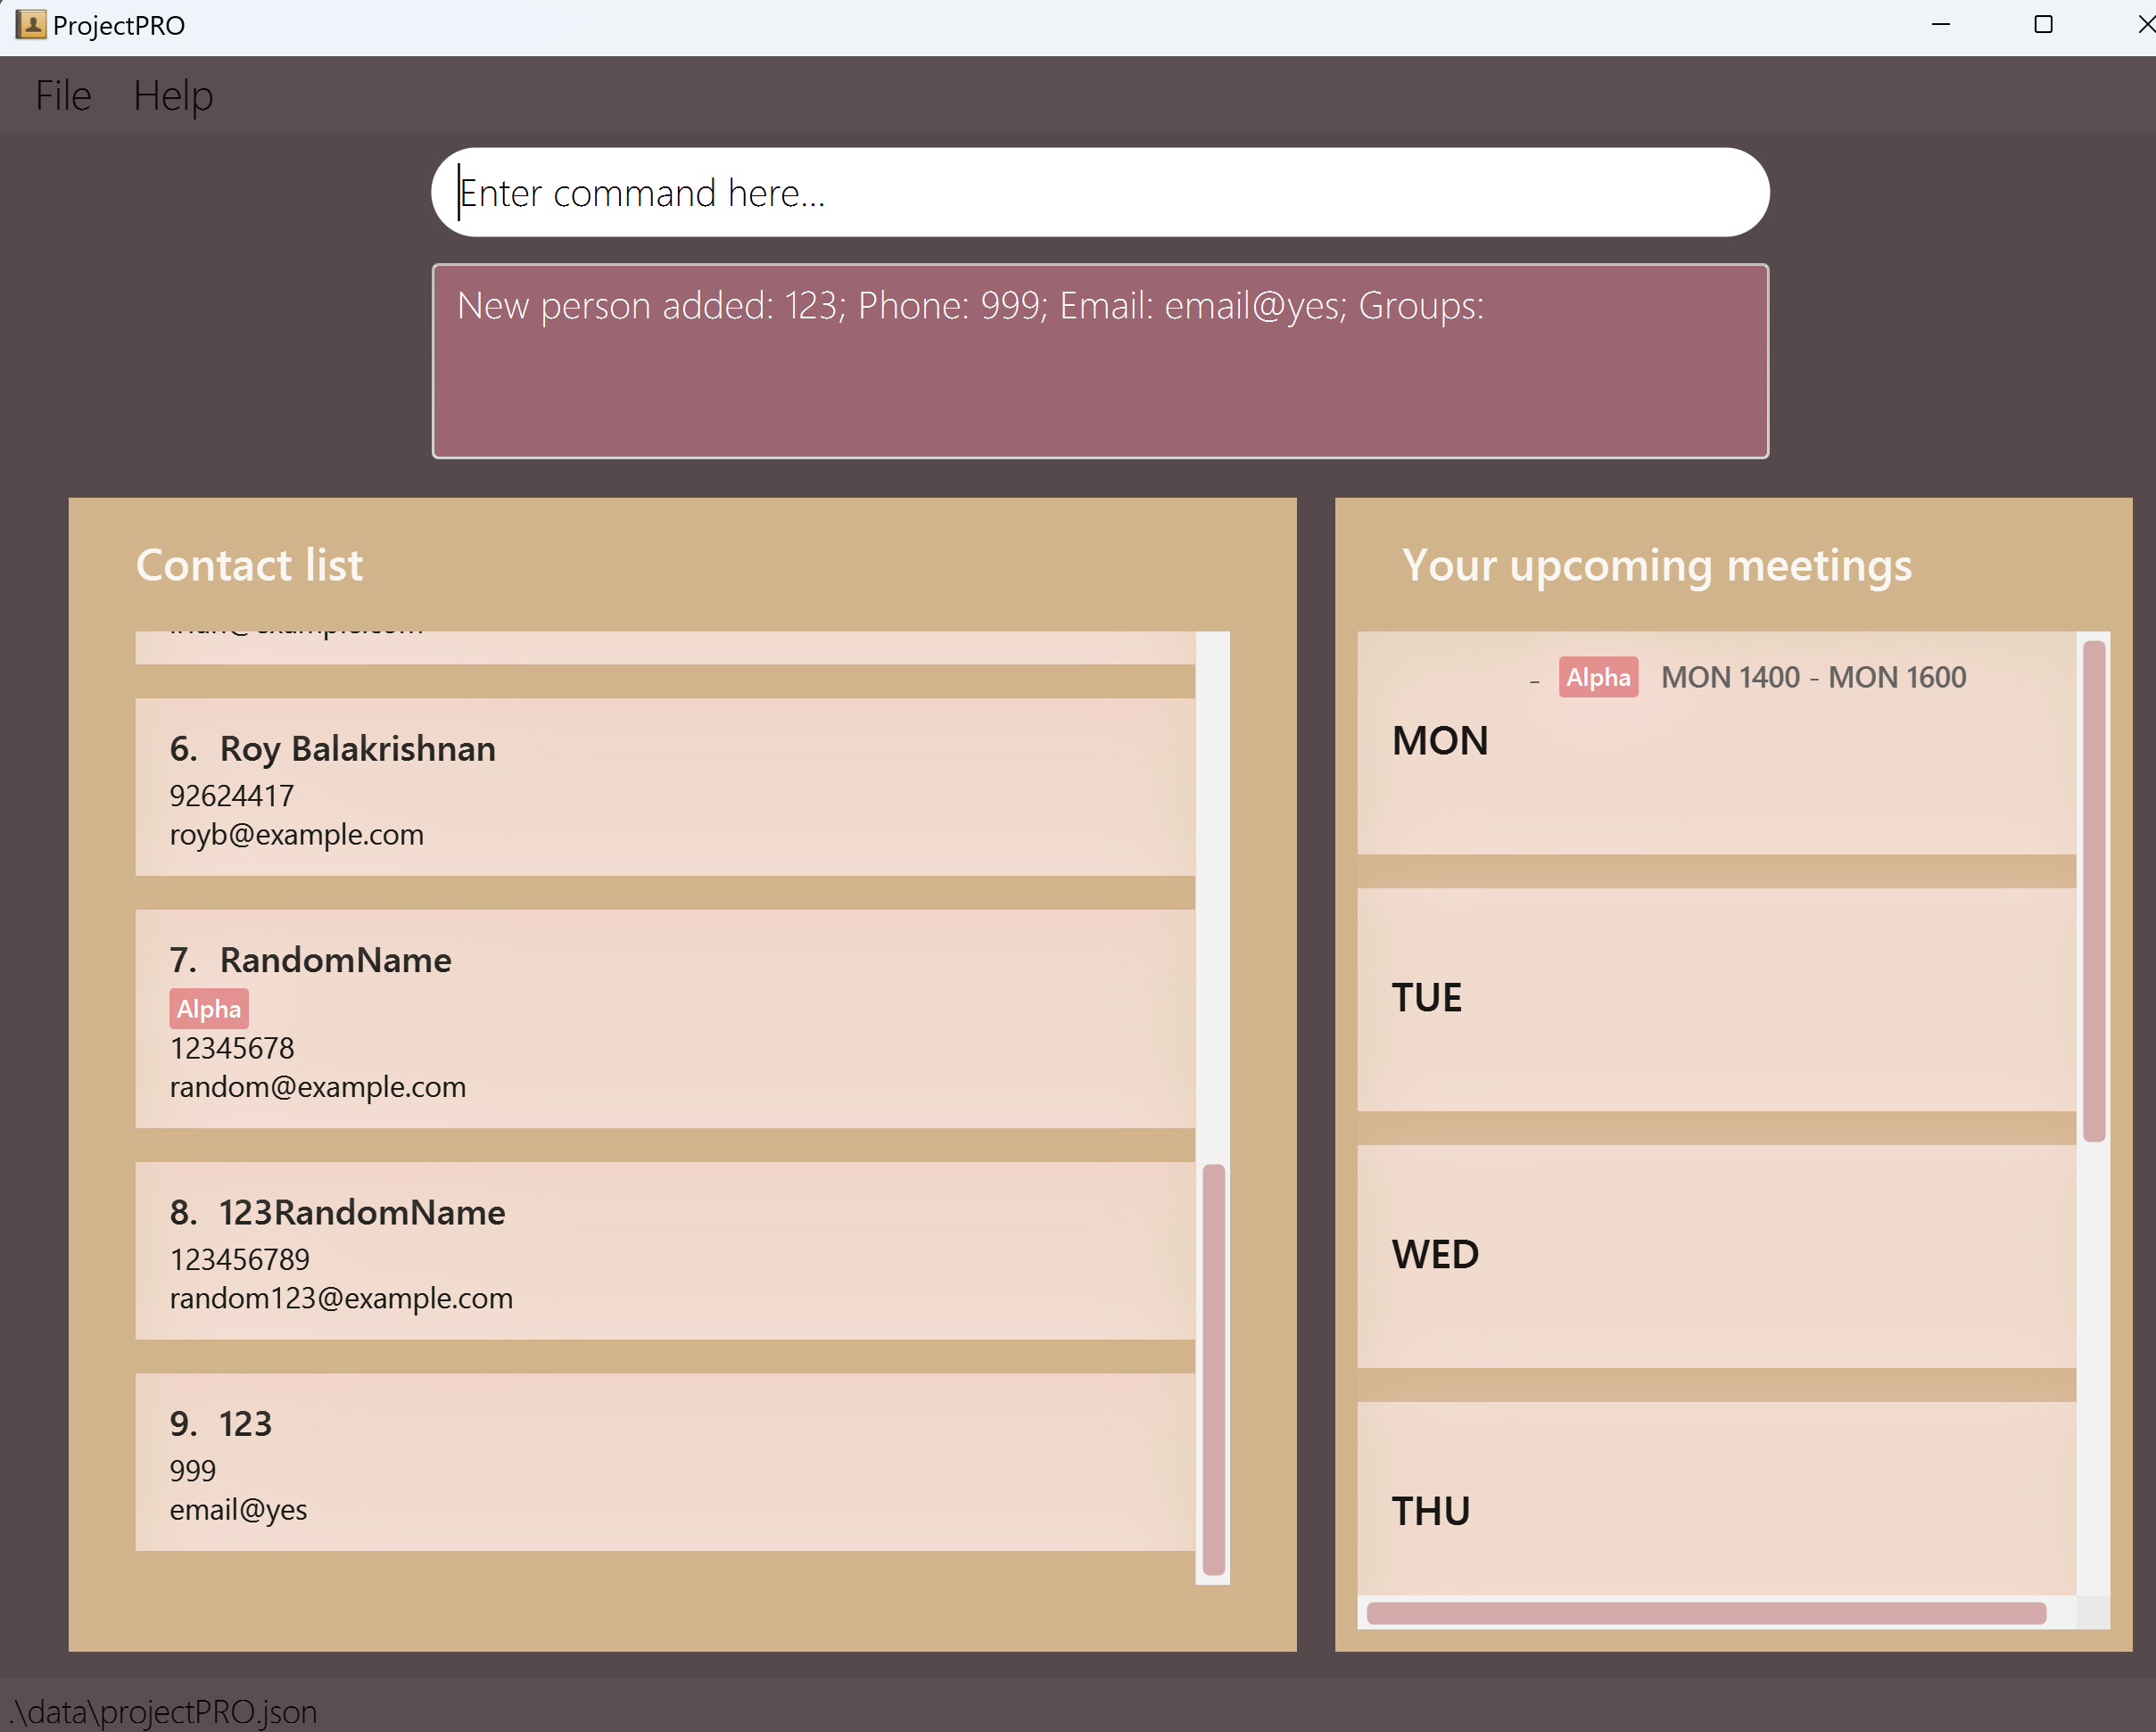 ProjectPRO
File Help
Enter command here...
New person added: 123; Phone: 999; Email: email@yes; Groups:
Contact list
6. Roy Balakrishnan
92624417
royb@example.com
7. RandomName
Alpha
12345678
random@example.com
8. 123RandomName
123456789
random123@example.com
9. 123
999
email@yes
Your upcoming meetings
- Alpha MON 1400 - MON 1600
MON
TUE
WED
THU
.\data\projectPRO.json